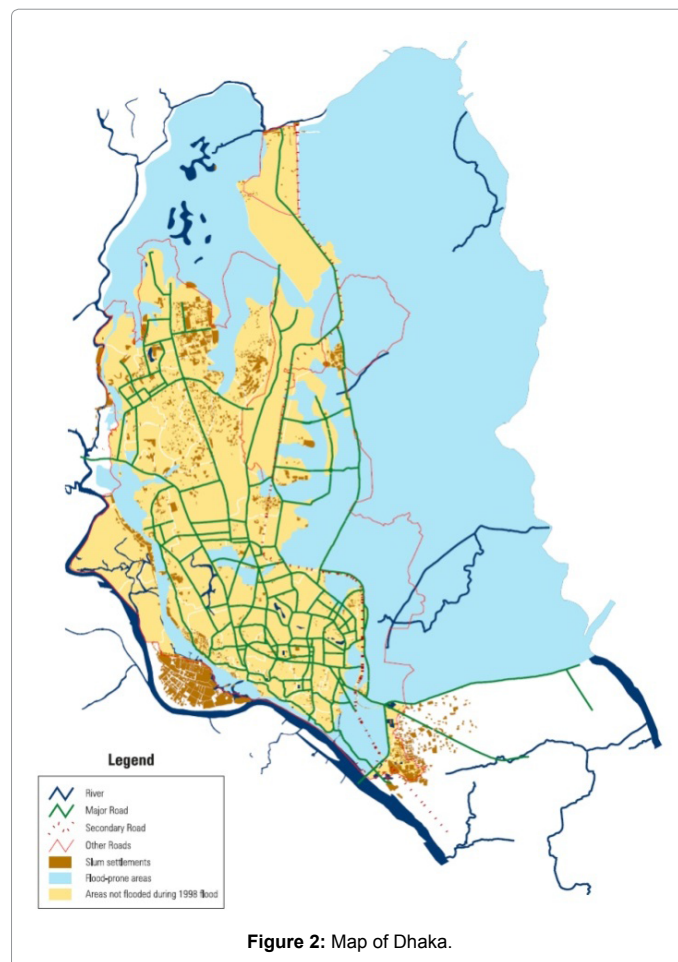 Legend
River
Major Road
Secondary Road
Other Roads
Slum settlements
Flood-prone areas
Areas not flooded during 1998 flood
Figure 2: Map of Dhaka.